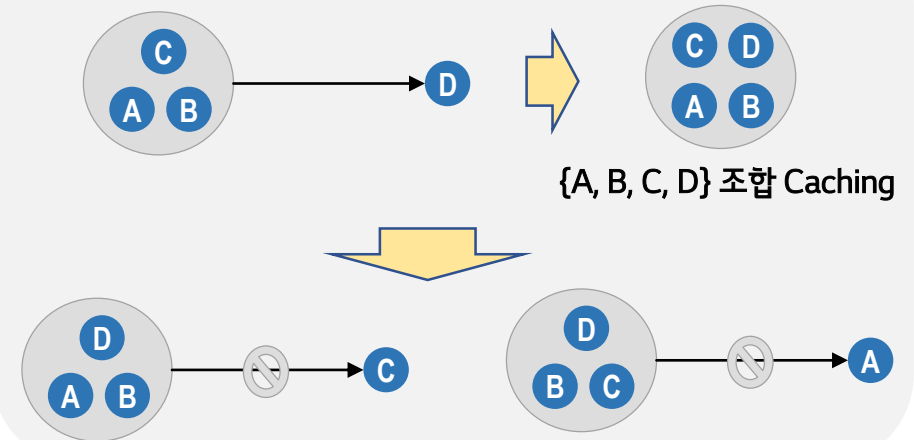 C
A B
D
C D
A B
{A, B, C, D} 조합 Caching
D
A B
C
D
B C
A